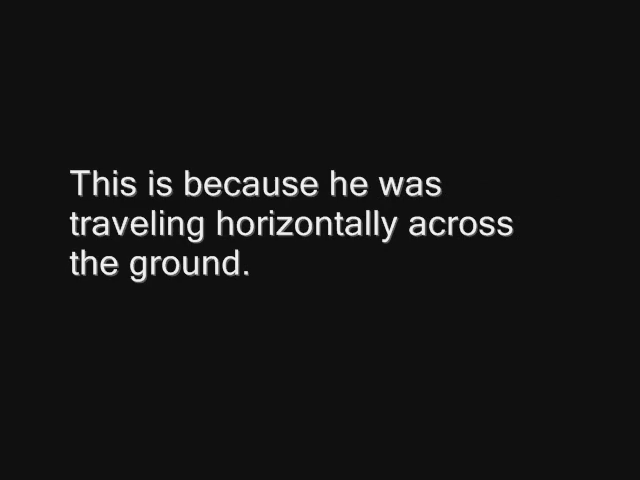 This is because he was
traveling horizontally across
the ground.